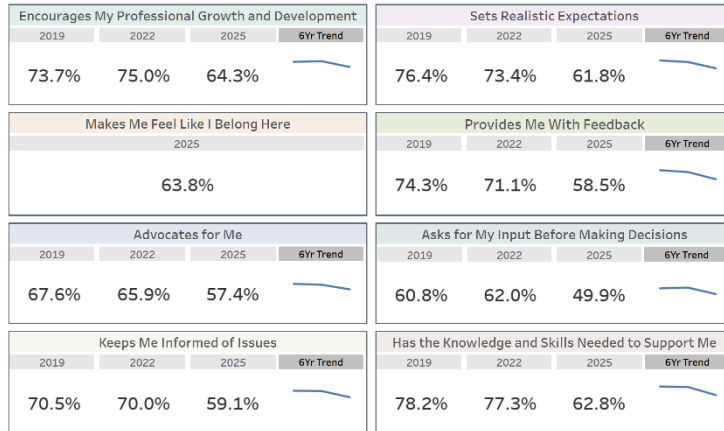 Encourages My Professional Growth and Development
2019 2022 2025 6Yr Trend
73.7% 75.0% 64.3%
Sets Realistic Expectations
2019 2022 2025 6Yr Trend
76.4% 73.4% 61.8%
Makes Me Feel Like I Belong Here
2025
63.8%
Provides Me With Feedback
2019 2022 2025 6Yr Trend
74.3% 71.1% 58.5%
Advocates for Me
2019 2022 2025 6Yr Trend
67.6% 65.9% 57.4%
Asks for My Input Before Making Decisions
2019 2022 2025 6Yr Trend
60.8% 62.0% 49.9%
Keeps Me Informed of Issues
2019 2022 2025 6Yr Trend
70.5% 70.0% 59.1%
Has the Knowledge and Skills Needed to Support Me
2019 2022 2025 6Yr Trend
78.2% 77.3% 62.8%